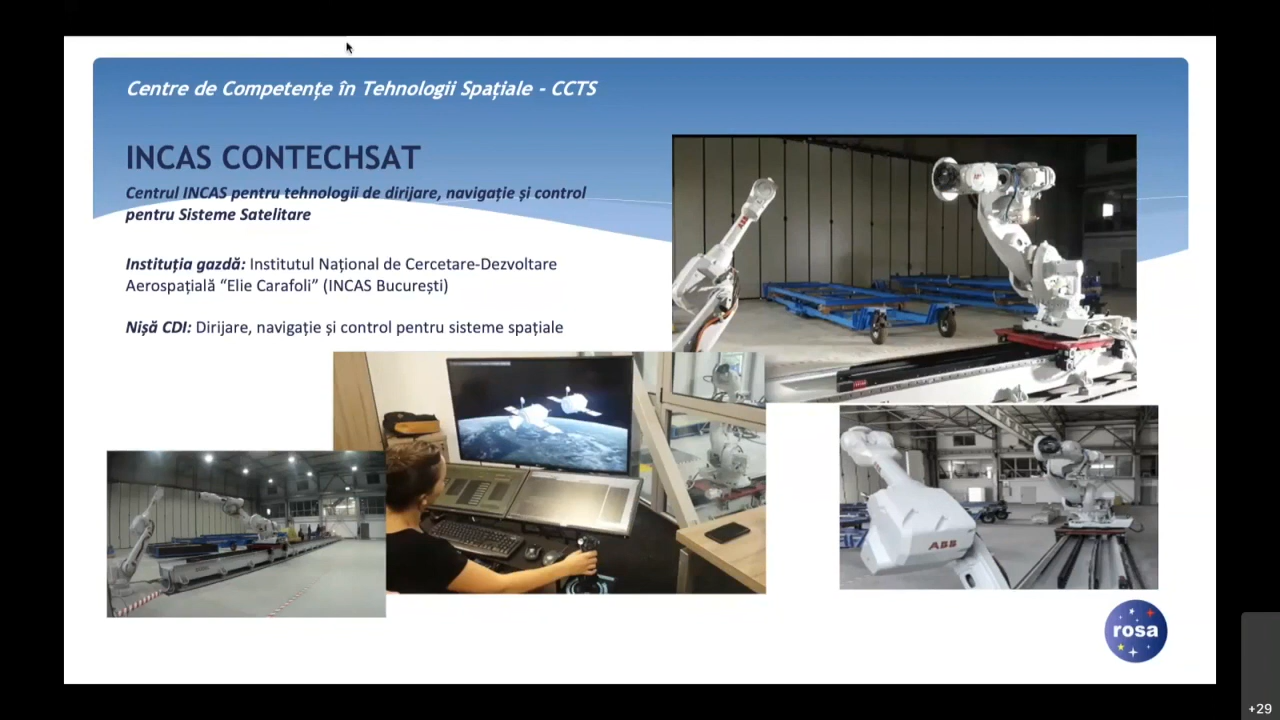 Centre de Competențe în Tehnologii Spațiale - CCTS
INCAS CONTECHSAT
Centrul INCAS pentru tehnologii de dirijare, navigație și control
pentru Sisteme Satelitare
Instituția gazdă: Institutul Național de Cercetare-Dezvoltare
Aerospațială “Elie Carafoli” (INCAS București)
Nișă CDI: Dirijare, navigație și control pentru sisteme spațiale
ABB
ABB
rosa
+29